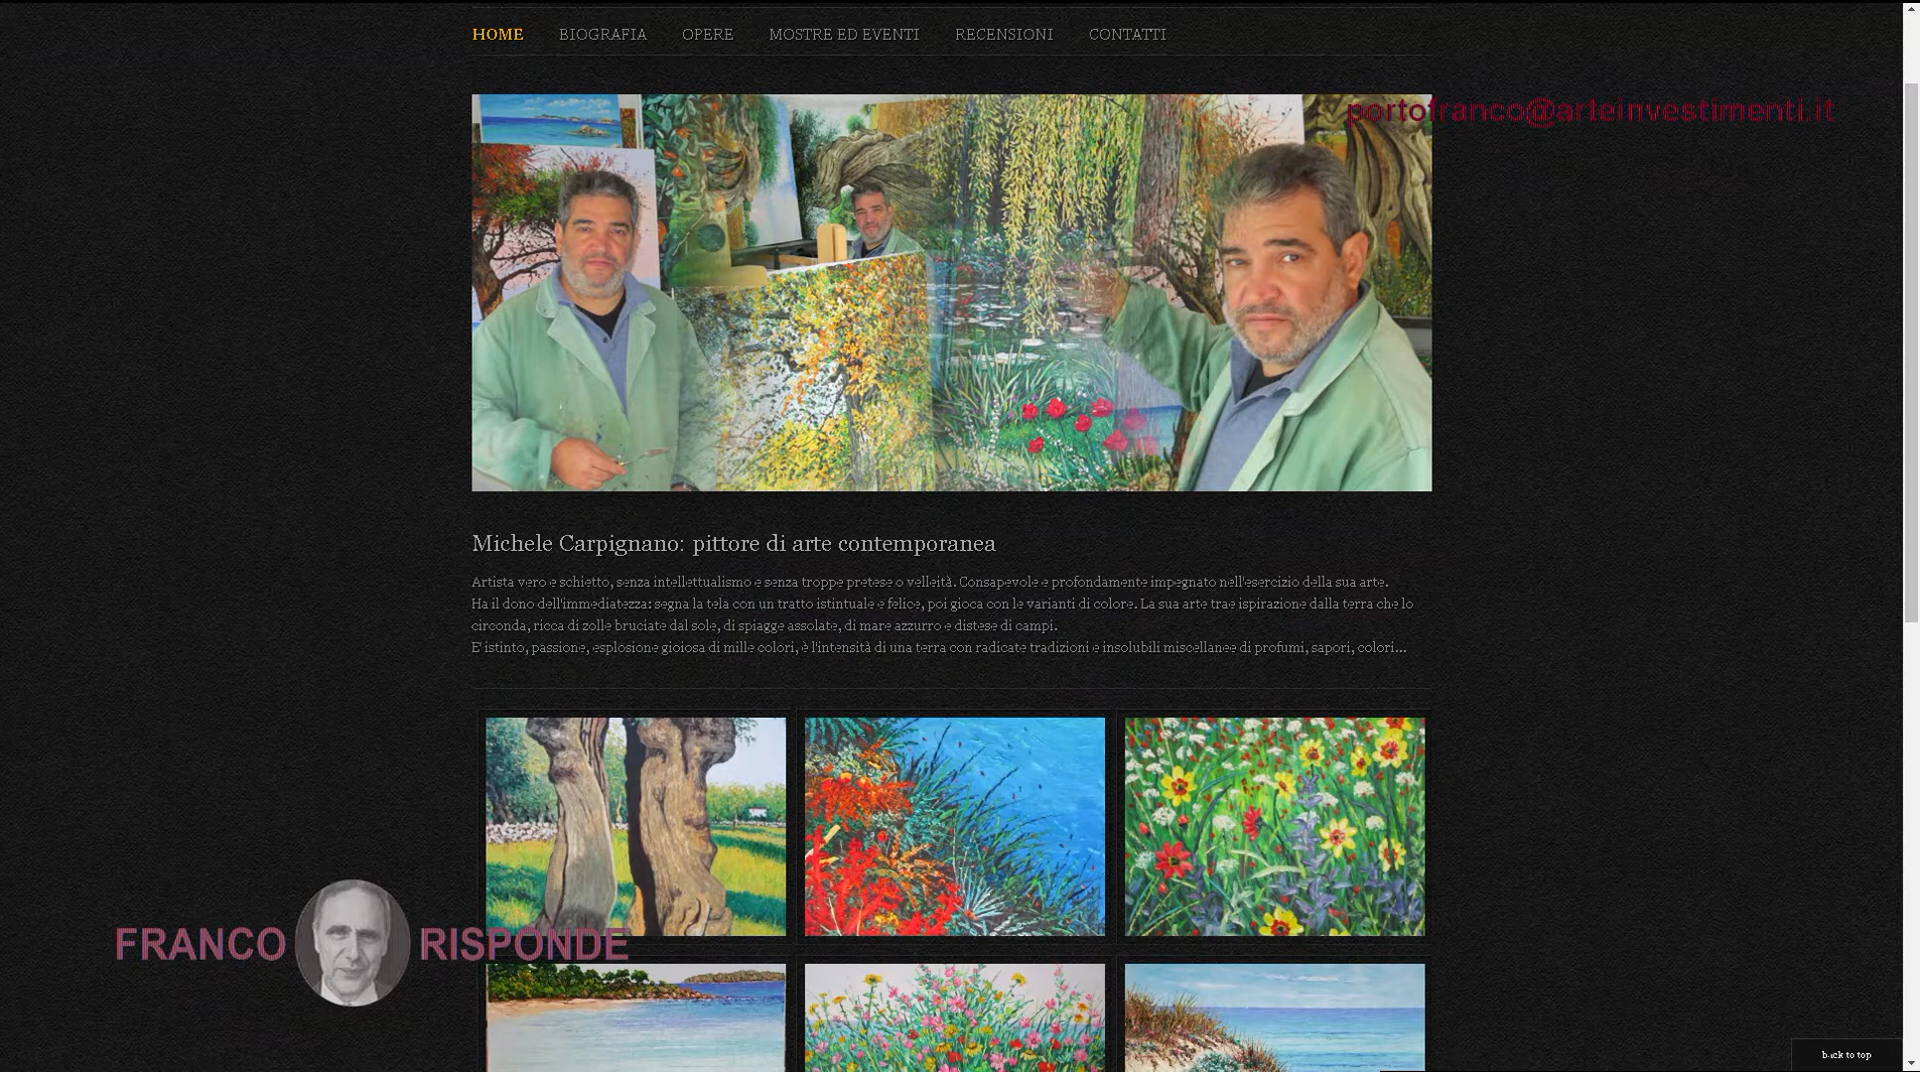 HOME BIOGRAFIA OPERE MOSTRE ED EVENTI RECENSIONI CONTATTI
portofranco@arteinvestimenti.it
Michele Carpignano: pittore di arte contemporanea
Artista vero e schietto, senza intellettualismo e senza troppe pretese o velleità. Consapevole e profondamente impegnato nell'esercizio della sua arte.
Ha il dono dell'immediatezza: segna la tela con un tratto istintuale e felice, poi gioca con le varianti di colore. La sua arte trae ispirazione dalla terra che lo
circonda, ricca di zolle bruciate dal sole, di spiagge assolate, di mare azzurro e distese di campi.
E' istinto, passione, esplosione gioiosa di mille colori, è l'intensità di una terra con radicate tradizioni e insolubili miscellanee di profumi, sapori, colori...
FRANCO RISPONDE
back to top